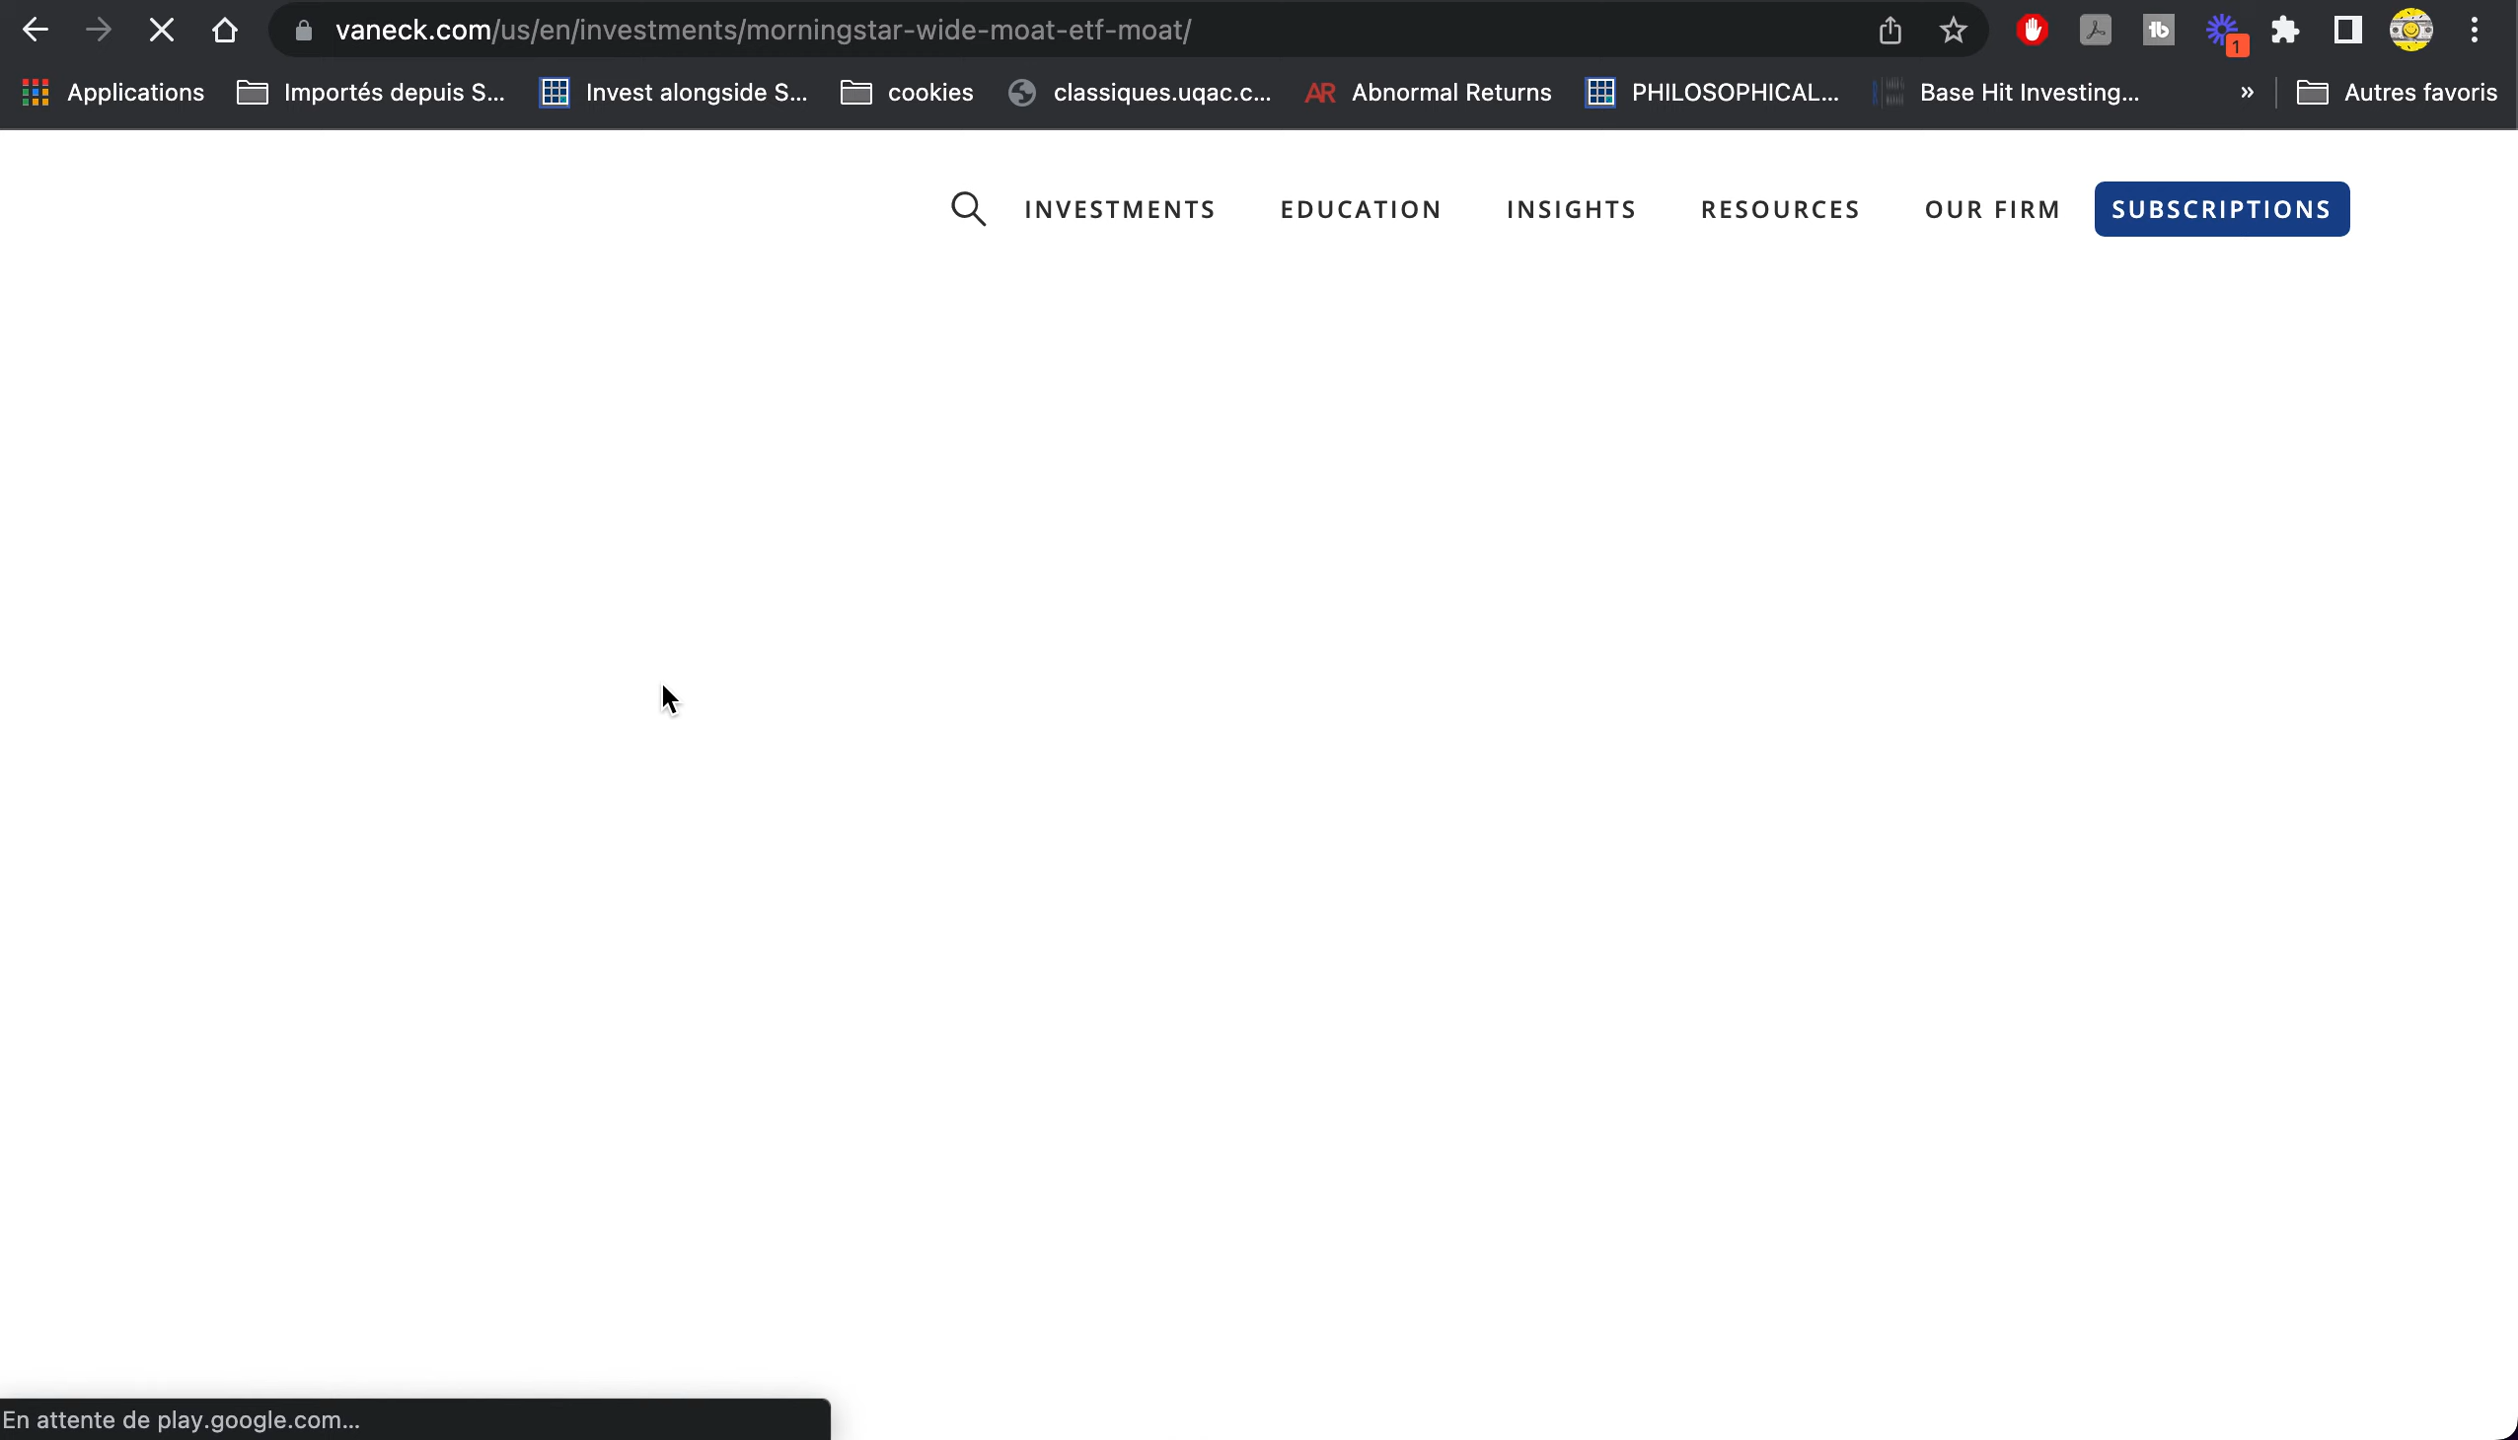 vaneck.com/us/en/investments/morningstar-wide-moat-etf-moat/
1
Applications Importés depuis S... Invest alongside S... cookies classiques.uqac.c... AR Abnormal Returns PHILOSOPHICAL... Base Hit Investing... » Autres favoris
INVESTMENTS EDUCATION INSIGHTS RESOURCES OUR FIRM SUBSCRIPTIONS
En attente de play.google.com...